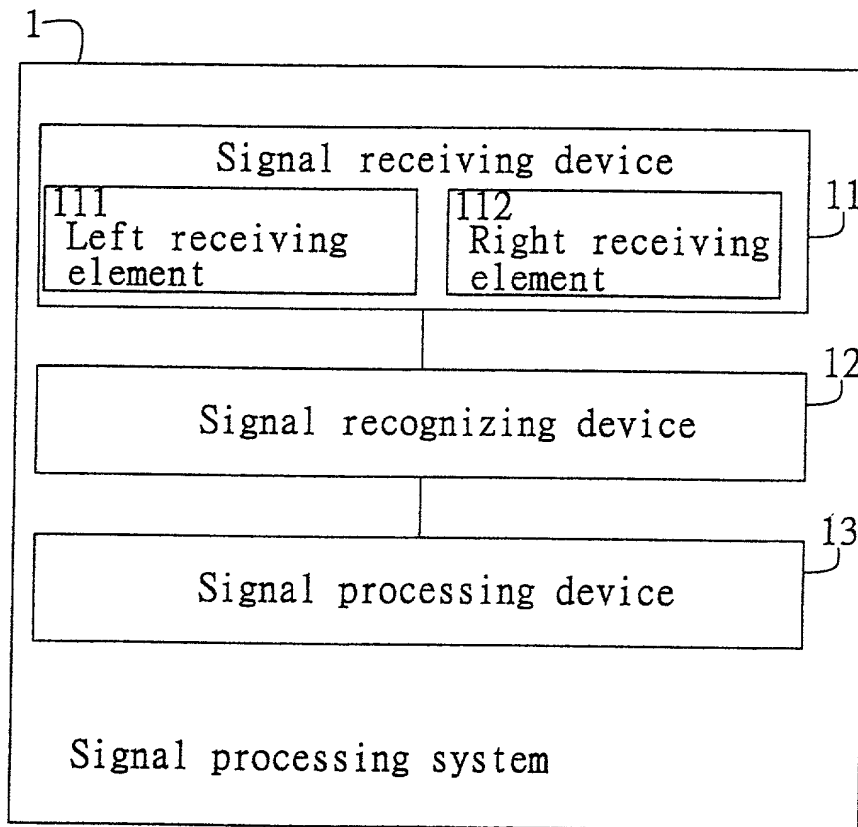 1
Signal receiving device
11
111
Left receiving
element
112
Right receiving
element
12
Signal recognizing device
13
Signal processing device
Signal processing system